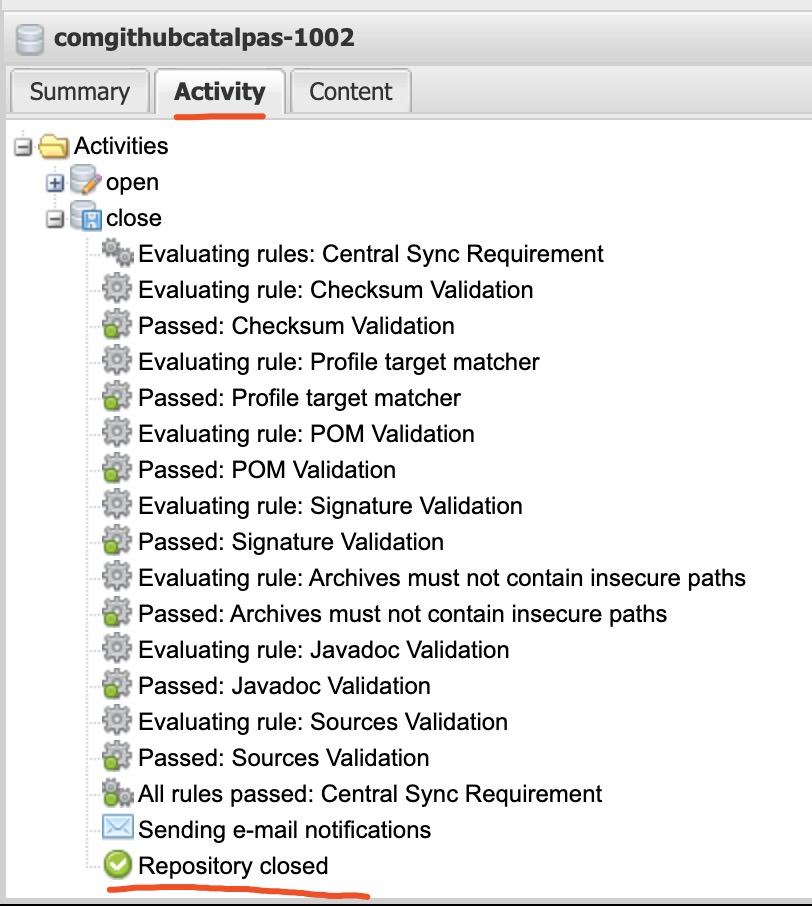 comgithubcatalpas-1002
Summary Activity Content
Activities
open
close
Evaluating rules: Central Sync Requirement
Evaluating rule: Checksum Validation
Passed: Checksum Validation
Evaluating rule: Profile target matcher
Passed: Profile target matcher
Evaluating rule: POM Validation
Passed: POM Validation
Evaluating rule: Signature Validation
Passed: Signature Validation
Evaluating rule: Archives must not contain insecure paths
Passed: Archives must not contain insecure paths
Evaluating rule: Javadoc Validation
Passed: Javadoc Validation
Evaluating rule: Sources Validation
Passed: Sources Validation
All rules passed: Central Sync Requirement
Sending e-mail notifications
Repository closed